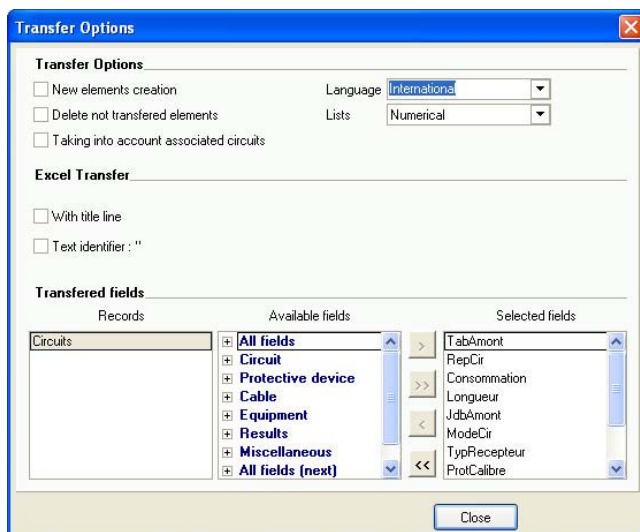 Transfer Options
Transfer Options
New elements creation
Language International
Delete not transfered elements
Lists Numerical
Taking into account associated circuits
Excel Transfer
With title line
Text identifier : "
Transfered fields
Records Available fields Selected fields
Circuits
All fields
Circuit
Protective device
Cable
Equipment
Results
Miscellaneous
All fields (next)
>
>>
<
<<
TabAmont
RepCir
Consommation
Longueur
JdbAmont
ModeCir
TypRecepteur
ProtCalibre
Close